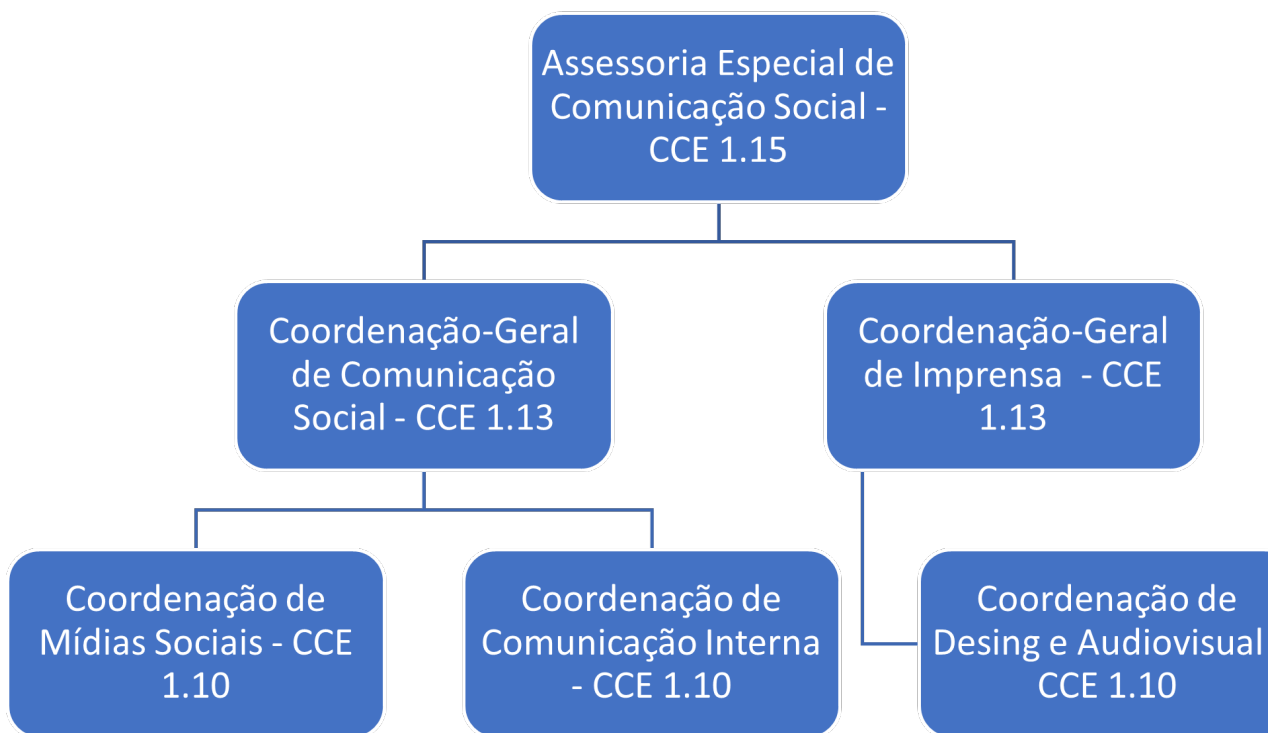 Assessoria Especial de
Comunicação Social -
CCE 1.15
Coordenação-Geral
de Comunicação
Social - CCE 1.13
Coordenação-Geral
de Imprensa  - CCE
1.13
Coordenação de
Mídias Sociais - CCE
1.10
Coordenação de
Comunicação Interna
- CCE 1.10
Coordenação de
Desing e Audiovisual
CCE 1.10